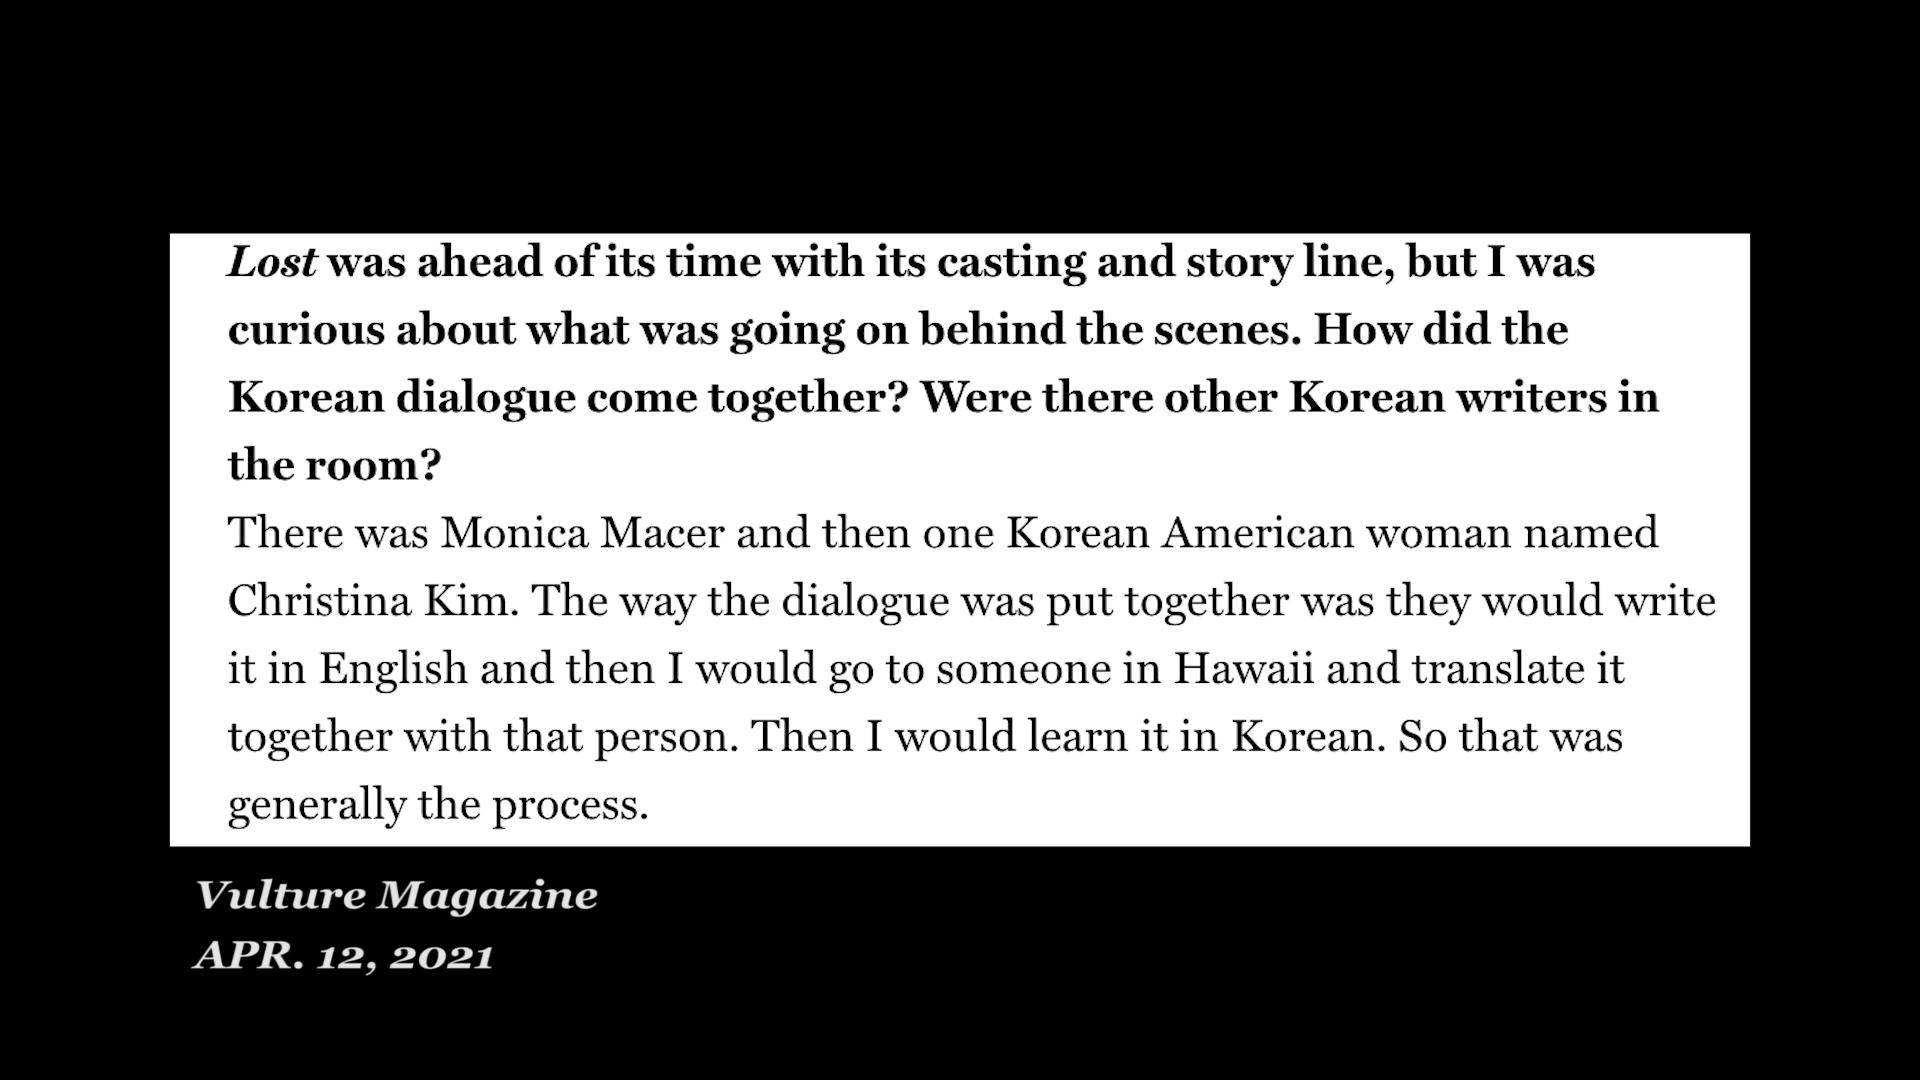 Lost was ahead of its time with its casting and story line, but I was
curious about what was going on behind the scenes. How did the
Korean dialogue come together? Were there other Korean writers in
the room?
There was Monica Macer and then one Korean American woman named
Christina Kim. The way the dialogue was put together was they would write
it in English and then I would go to someone in Hawaii and translate it
together with that person. Then I would learn it in Korean. So that was
generally the process.
Vulture Magazine
APR. 12, 2021